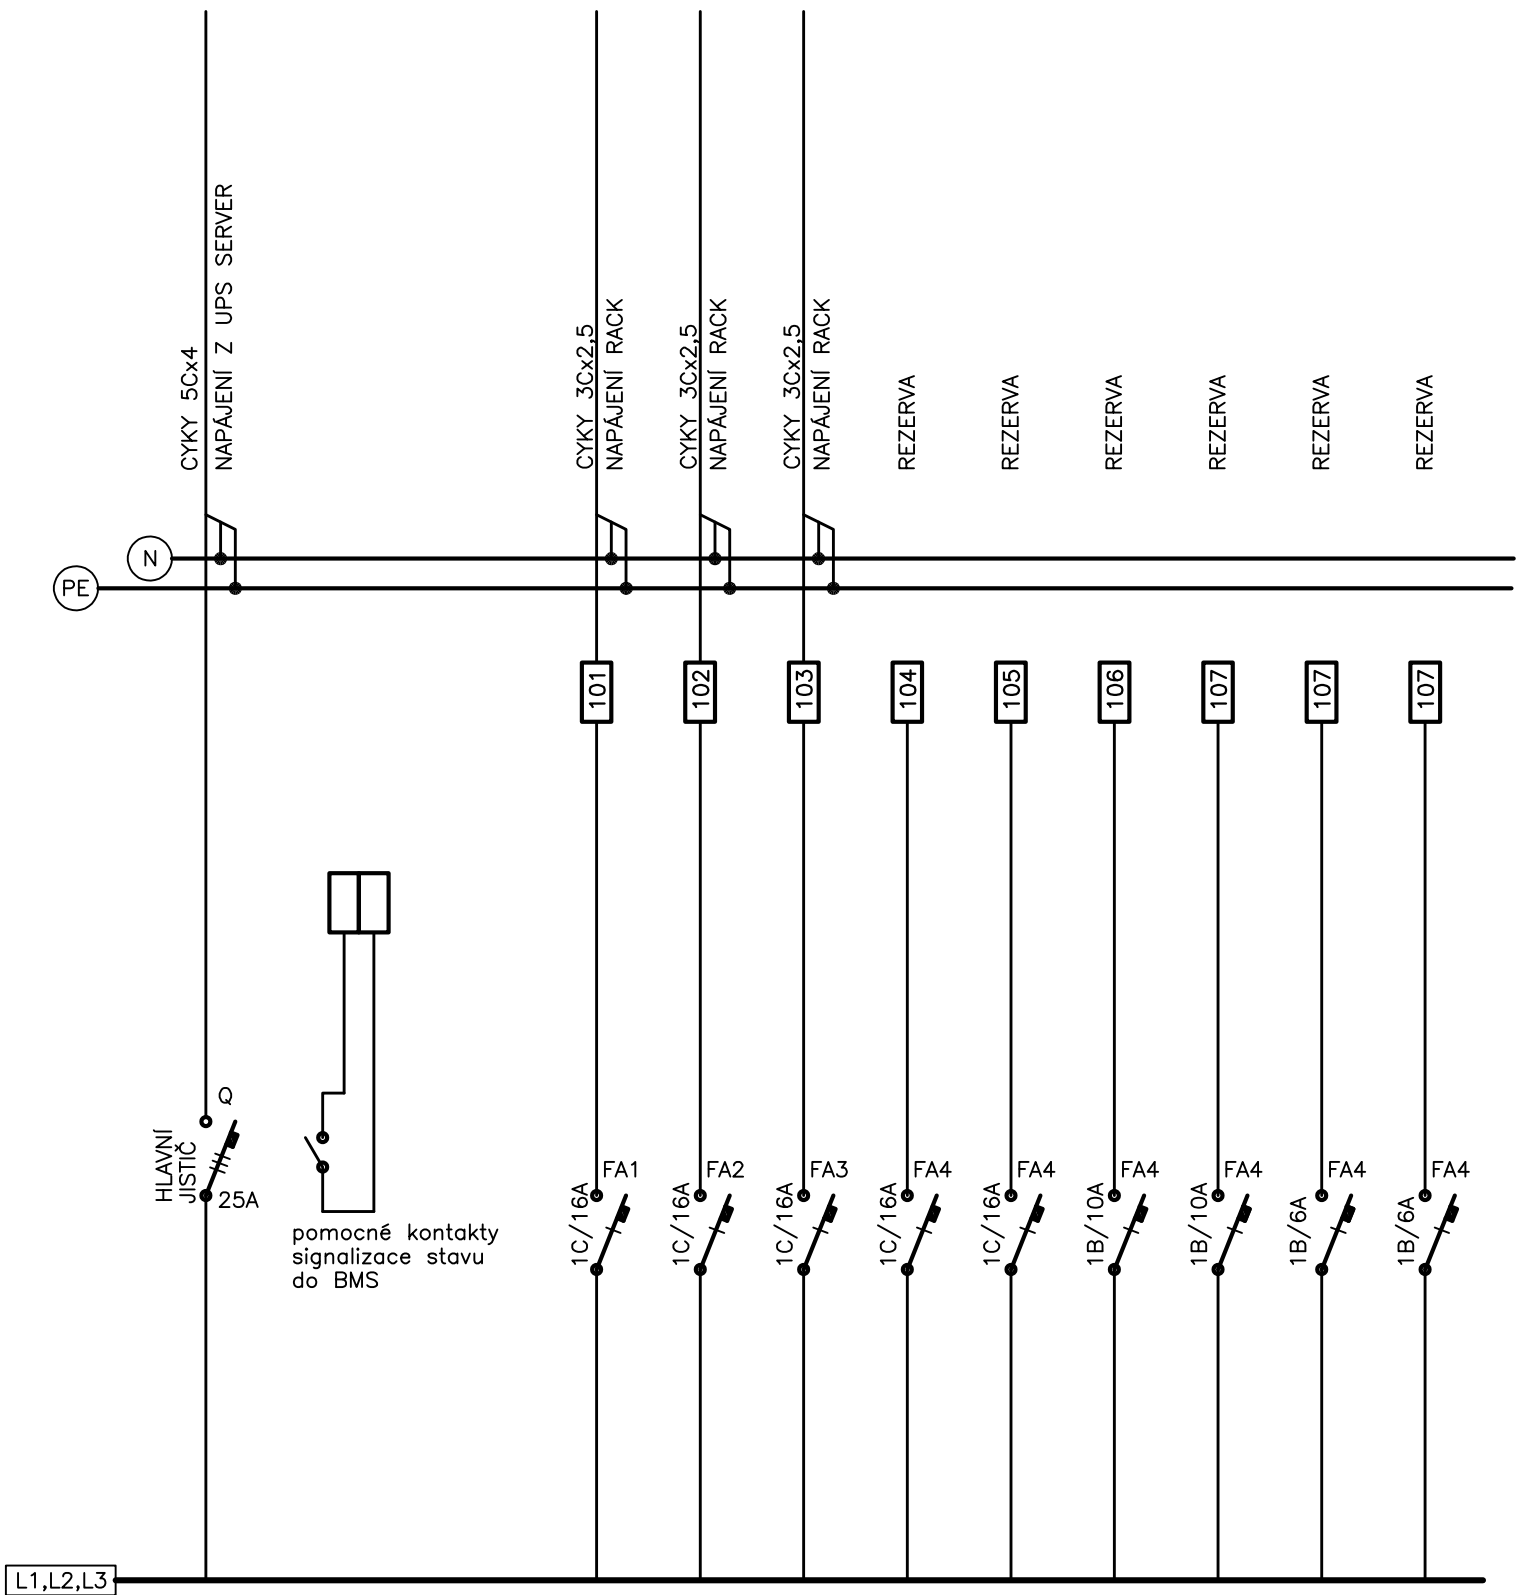 CYKY 5Cx4
NAPÁJENÍ Z UPS SERVER
CYKY 3Cx2,5
NAPÁJENÍ RACK
CYKY 3Cx2,5
NAPÁJENÍ RACK
CYKY 3Cx2,5
NAPÁJENÍ RACK
REZERVA
REZERVA
REZERVA
REZERVA
REZERVA
REZERVA
N
PE
101
102
103
104
105
106
107
107
107
Q
HLAVNÍ
JISTIČ
25A
pomocné kontakty
signalizace stavu
do BMS
FA1
1C/16A
FA2
1C/16A
FA3
1C/16A
FA4
1C/16A
FA4
1C/16A
FA4
1B/10A
FA4
1B/10A
FA4
1B/6A
FA4
1B/6A
L1,L2,L3